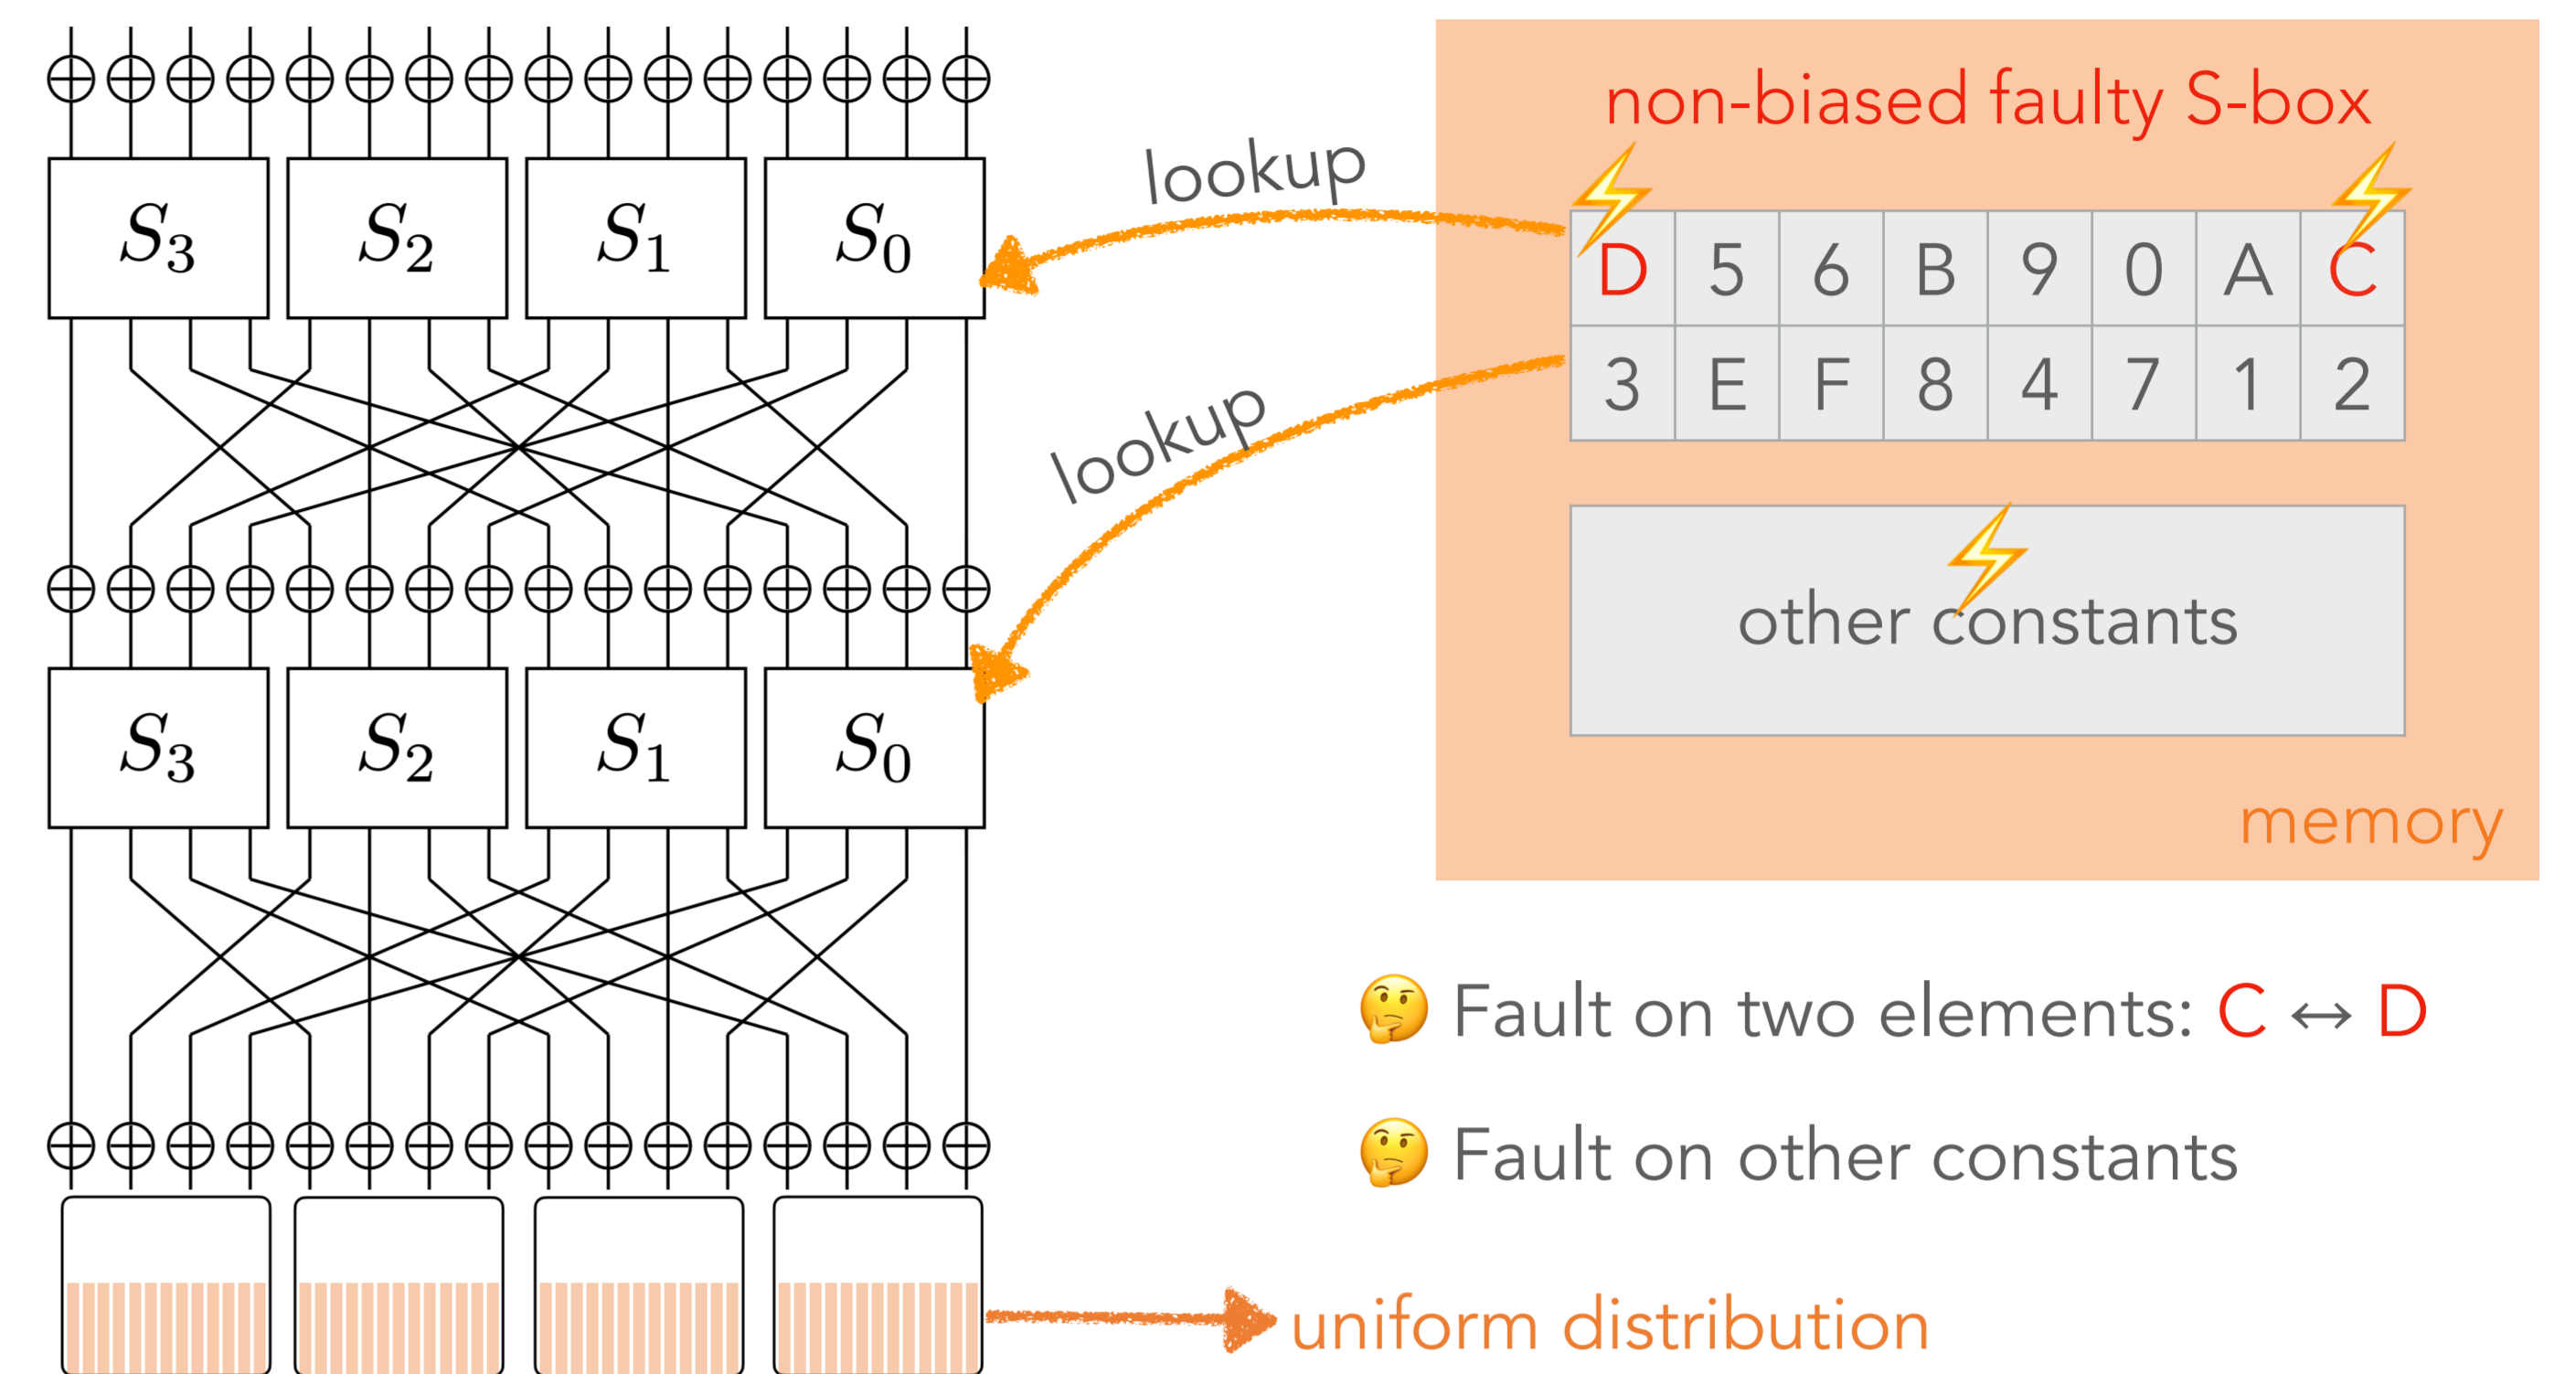 non-biased faulty S-box
lookup
D 5 6 B 9 0 A C
3 E F 8 4 7 1 2
S3 S2 S1 S0
lookup
other constants
S3 S2 S1 S0
memory
Fault on two elements: C ↔ D
Fault on other constants
uniform distribution